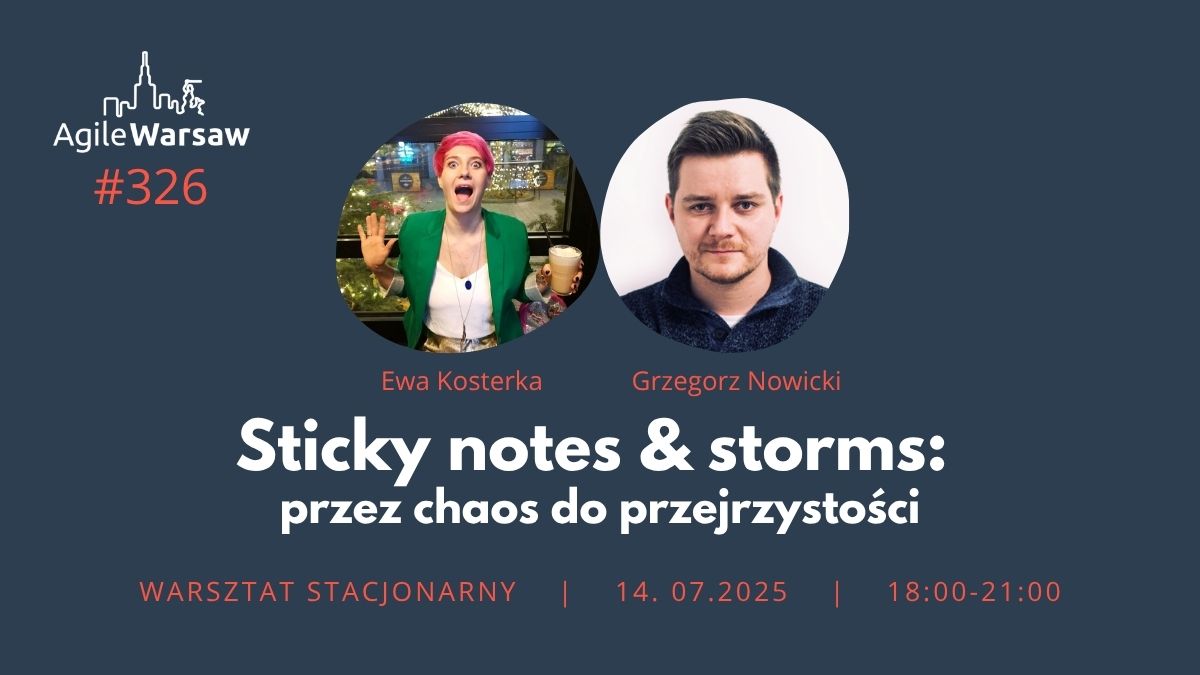 AgileWarsaw
#326
Ewa Kosterka
Grzegorz Nowicki
Sticky notes & storms:
przez chaos do przejrzystości
WARSZTAT STACJONARNY | 14. 07.2025 | 18:00-21:00